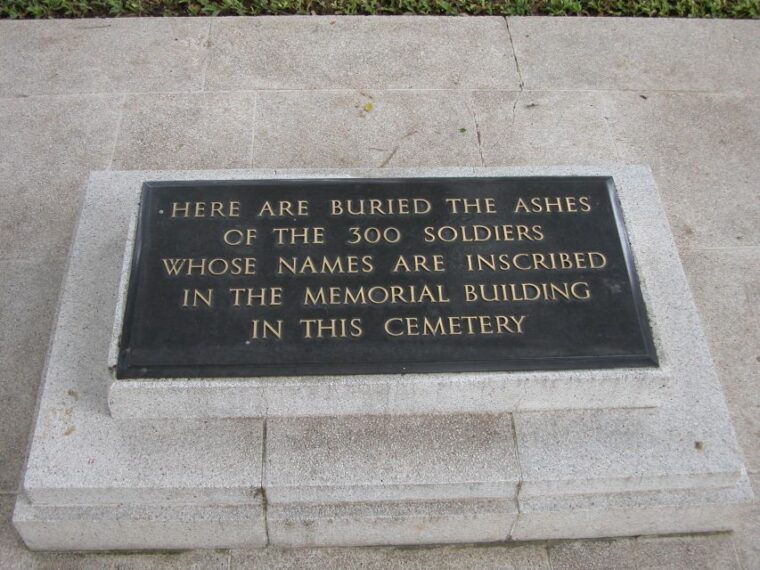 HERE ARE BURIED THE ASHES
OF THE 300 SOLDIERS
WHOSE NAMES ARE INSCRIBED
IN THE MEMORIAL BUILDING
IN THIS CEMETERY